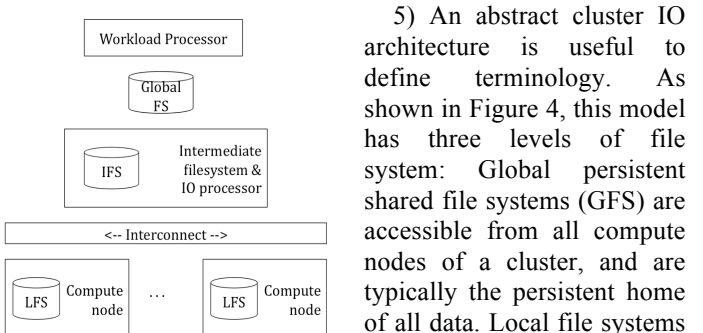 Workload Processor
Global
FS
IFS
Intermediate
filesystem &
IO processor
<-- Interconnect -->
LFS
Compute
node
...
LFS
Compute
node
5) An abstract cluster IO
architecture is useful to
define terminology. As
shown in Figure 4, this model
has three levels of file
system: Global persistent
shared file systems (GFS) are
accessible from all compute
nodes of a cluster, and are
typically the persistent home
of all data. Local file systems